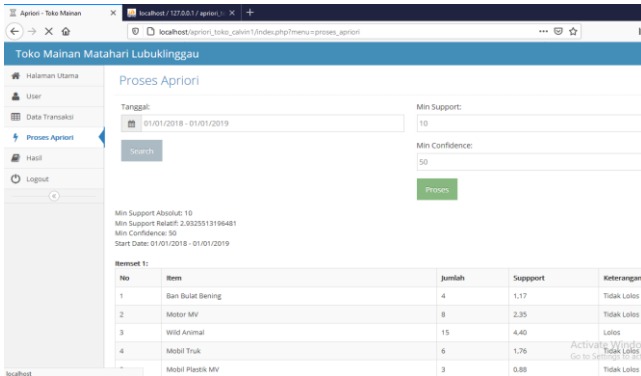 Apriori - Toko Mainan
localhost / 127.0.0.1 / apriori_t
localhost/apriori_toko_calvin1/index.php?menu=proses_apriori
Toko Mainan Matahari Lubuklinggau
Halaman Utama
User
Data Transaksi
Proses Apriori
Hasil
Logout
Proses Apriori
Tanggal:
01/01/2018 - 01/01/2019
Search
Min Support:
10
Min Confidence:
50
Proses
Min Support Absolut: 10
Min Support Relatif: 2.9325513196481
Min Confidence: 50
Start Date: 01/01/2018 - 01/01/2019
Itemset 1:
No Item Jumlah Suppport Keterangan
1 Ban Bulat Bening 4 1.17 Tidak Lolos
2 Motor MV 8 2.35 Tidak Lolos
3 Wild Animal 15 4.40 Lolos
4 Mobil Truk 6 1.76 Tidak Lolos
Mobil Plastik MV 3 0.88 Tidak Lolos
Activate Windo
Go to Settings to ac
localhost